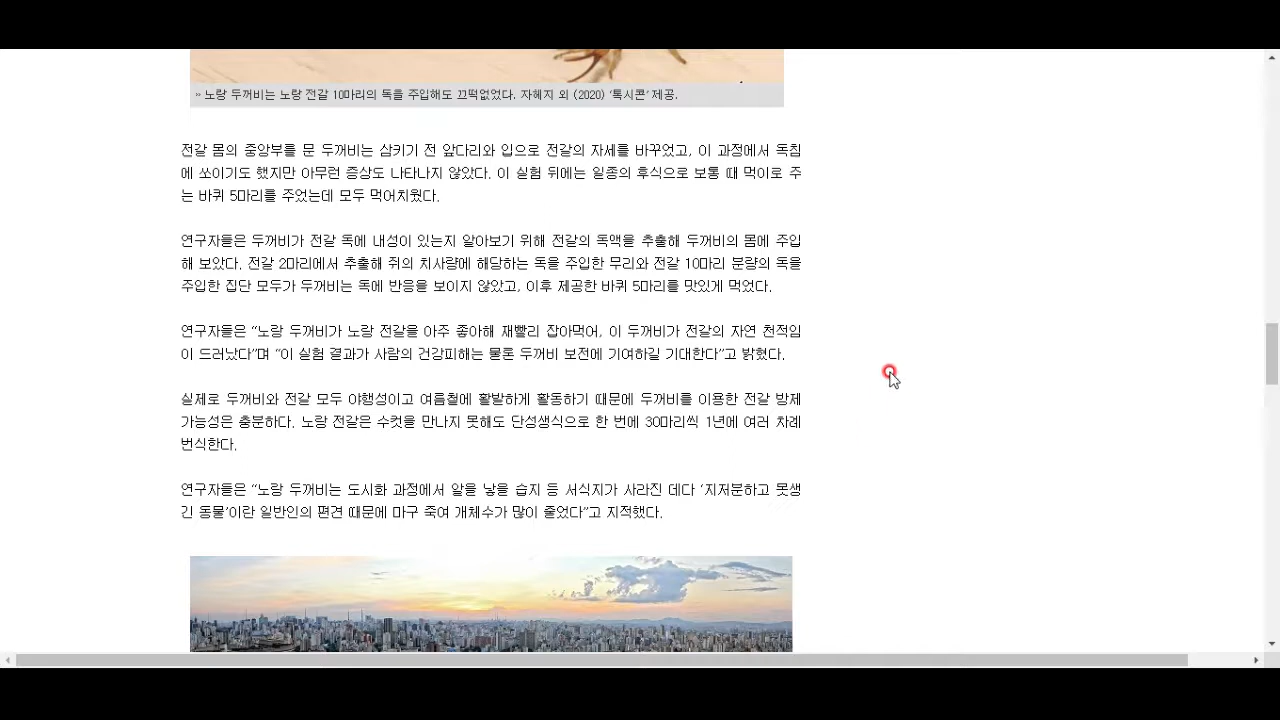 » 노랑 두꺼비는 노랑 전갈 10마리의 독을 주입해도 끄떡없었다. 자혜지 외 (2020) ‘톡시콘’ 제공.
전갈 몸의 중앙부를 문 두꺼비는 삼키기 전 앞다리와 입으로 전갈의 자세를 바꾸었고, 이 과정에서 독침
에 쏘이기도 했지만 아무런 증상도 나타나지 않았다. 이 실험 뒤에는 일종의 후식으로 보통 때 먹이로 주
는 바퀴 5마리를 주었는데 모두 먹어치웠다.
연구자들은 두꺼비가 전갈 독에 내성이 있는지 알아보기 위해 전갈의 독액을 추출해 두꺼비의 몸에 주입
해 보았다. 전갈 2마리에서 추출해 쥐의 치사량에 해당하는 독을 주입한 무리와 전갈 10마리 분량의 독을
주입한 집단 모두가 두꺼비는 독에 반응을 보이지 않았고, 이후 제공한 바퀴 5마리를 맛있게 먹었다.
연구자들은 “노랑 두꺼비가 노랑 전갈을 아주 좋아해 재빨리 잡아먹어, 이 두꺼비가 전갈의 자연 천적임
이 드러났다”며 “이 실험 결과가 사람의 건강피해는 물론 두꺼비 보전에 기여하길 기대한다”고 밝혔다.
실제로 두꺼비와 전갈 모두 야행성이고 여름철에 활발하게 활동하기 때문에 두꺼비를 이용한 전갈 방제
가능성은 충분하다. 노랑 전갈은 수컷을 만나지 못해도 단성생식으로 한 번에 30마리씩 1년에 여러 차례
번식한다.
연구자들은 “노랑 두꺼비는 도시화 과정에서 알을 낳을 습지 등 서식지가 사라진 데다 ‘지저분하고 못생
긴 동물’이란 일반인의 편견 때문에 마구 죽여 개체수가 많이 줄었다”고 지적했다.